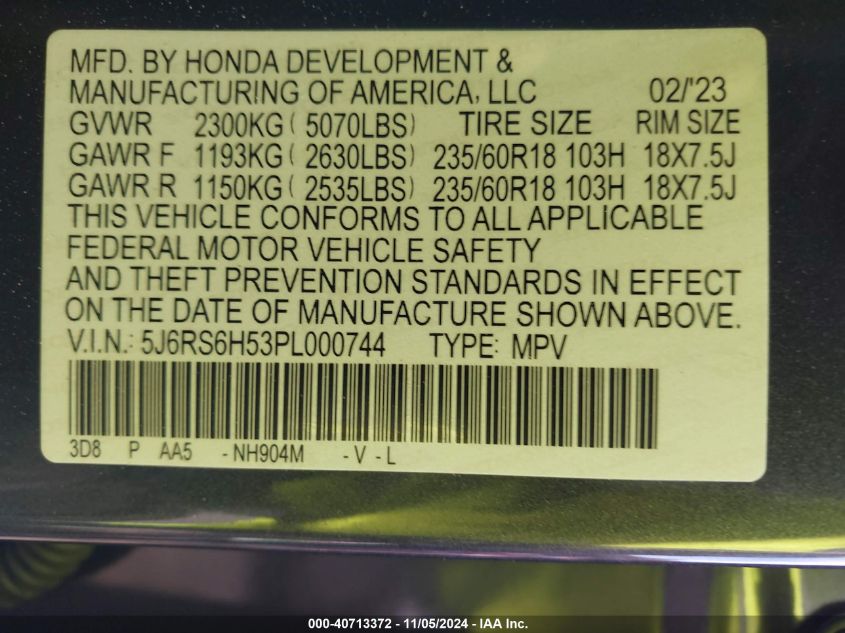 MFD. BY HONDA DEVELOPMENT &
MANUFACTURING OF AMERICA, LLC 02/'23
GVWR 2300KG ( 5070LBS) TIRE SIZE RIM SIZE
GAWR F 1193KG ( 2630LBS) 235/60R18 103H 18X7.5J
GAWR R 1150KG ( 2535LBS) 235/60R18 103H 18X7.5J
THIS VEHICLE CONFORMS TO ALL APPLICABLE
FEDERAL MOTOR VEHICLE SAFETY
AND THEFT PREVENTION STANDARDS IN EFFECT
ON THE DATE OF MANUFACTURE SHOWN ABOVE.
V.I.N.: 5J6RS6H53PL000744 TYPE: MPV
3D8 P AA5 - NH904M - V - L
000-40713372 - 11/05/2024 - IAA Inc.